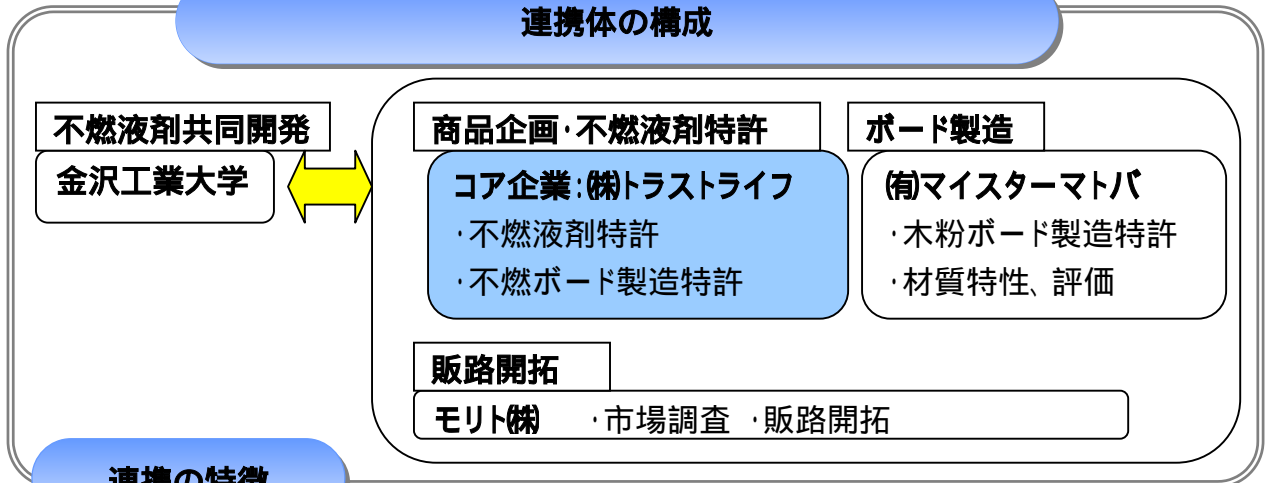 連携体の構成
不燃液剤共同開発
金沢工業大学
商品企画・不燃液剤特許
コア企業:㈱トラストライフ
・不燃液剤特許
・不燃ボード製造特許
ボード製造
㈲マイスターマトバ
・木粉ボード製造特許
・材質特性、評価
販路開拓
モリト㈱ ・市場調査 ・販路開拓
連携の特徴